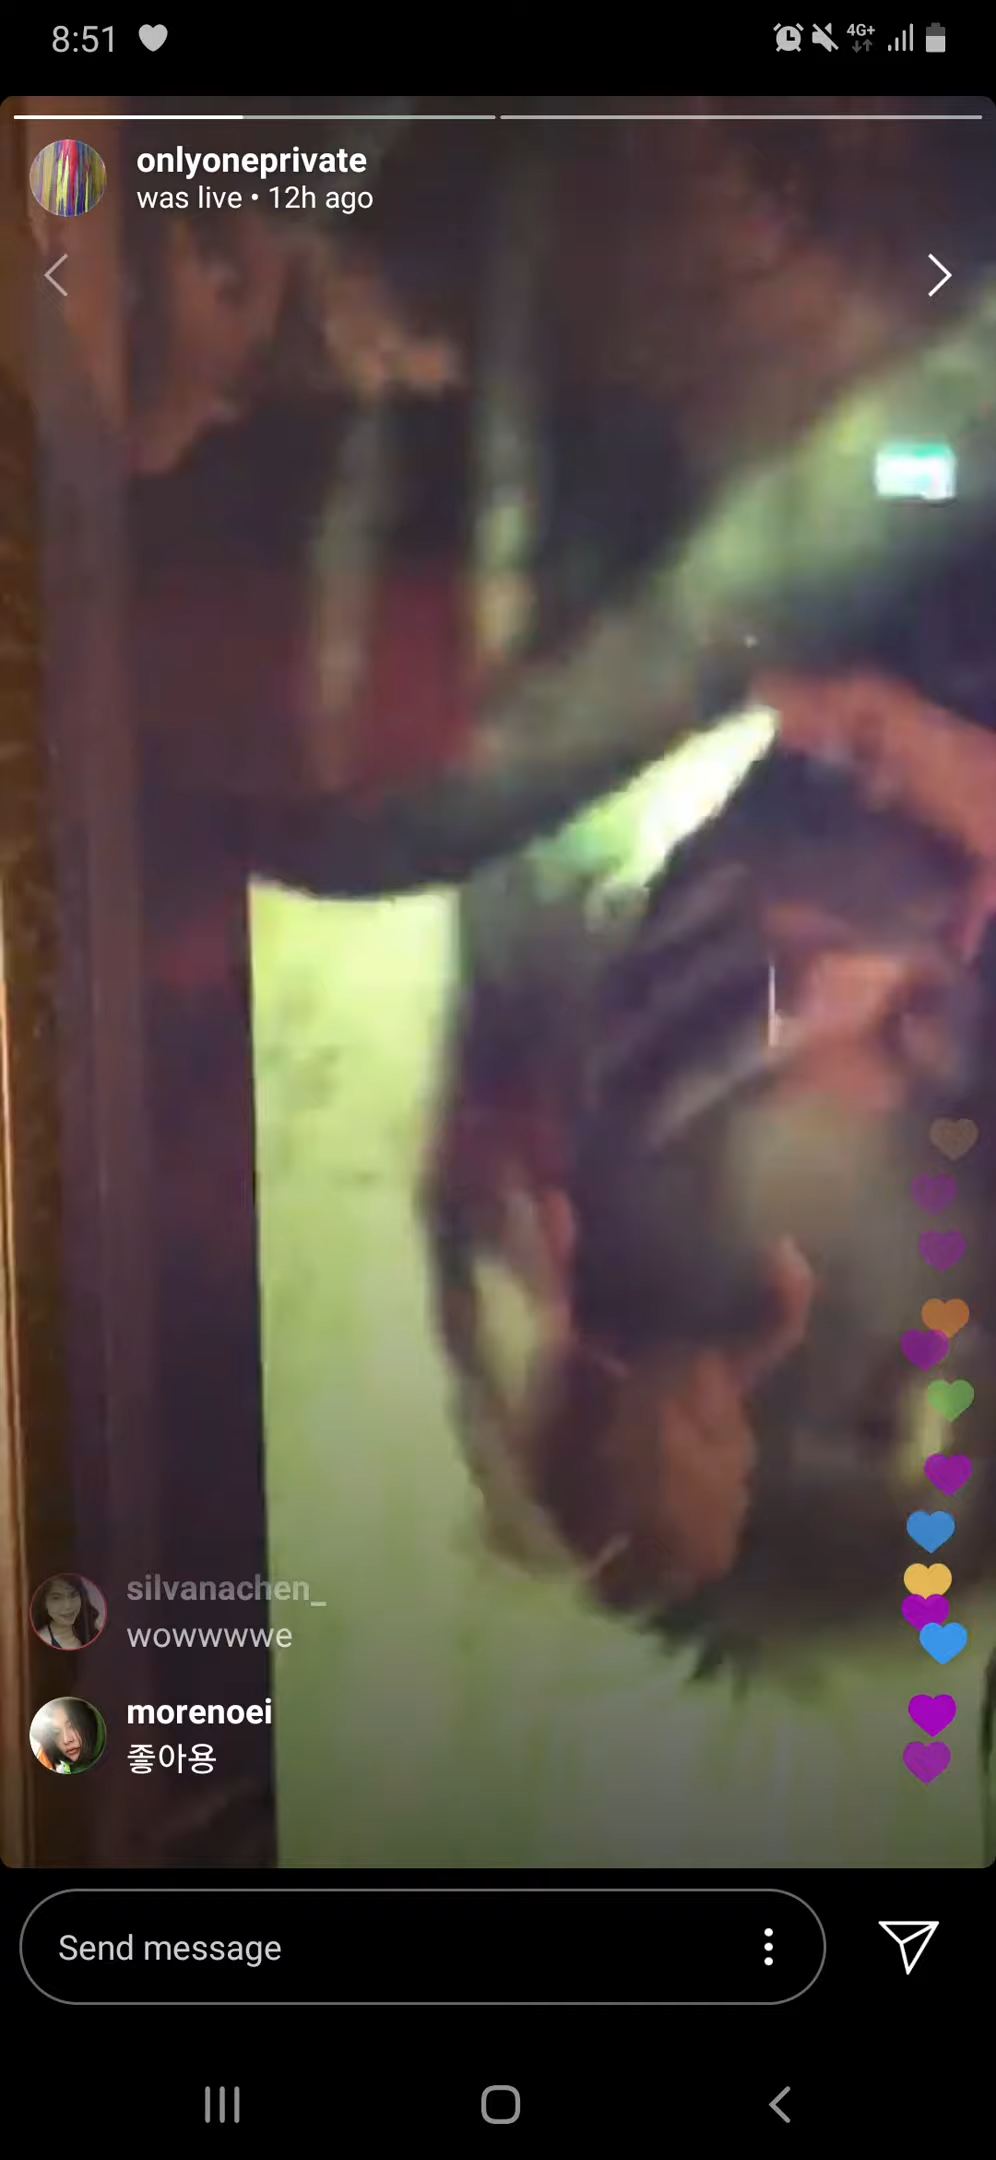 8:51
4G+
onlyoneprivate
was live • 12h ago
silvanachen_
wowwwwe
morenoei
좋아용
Send message